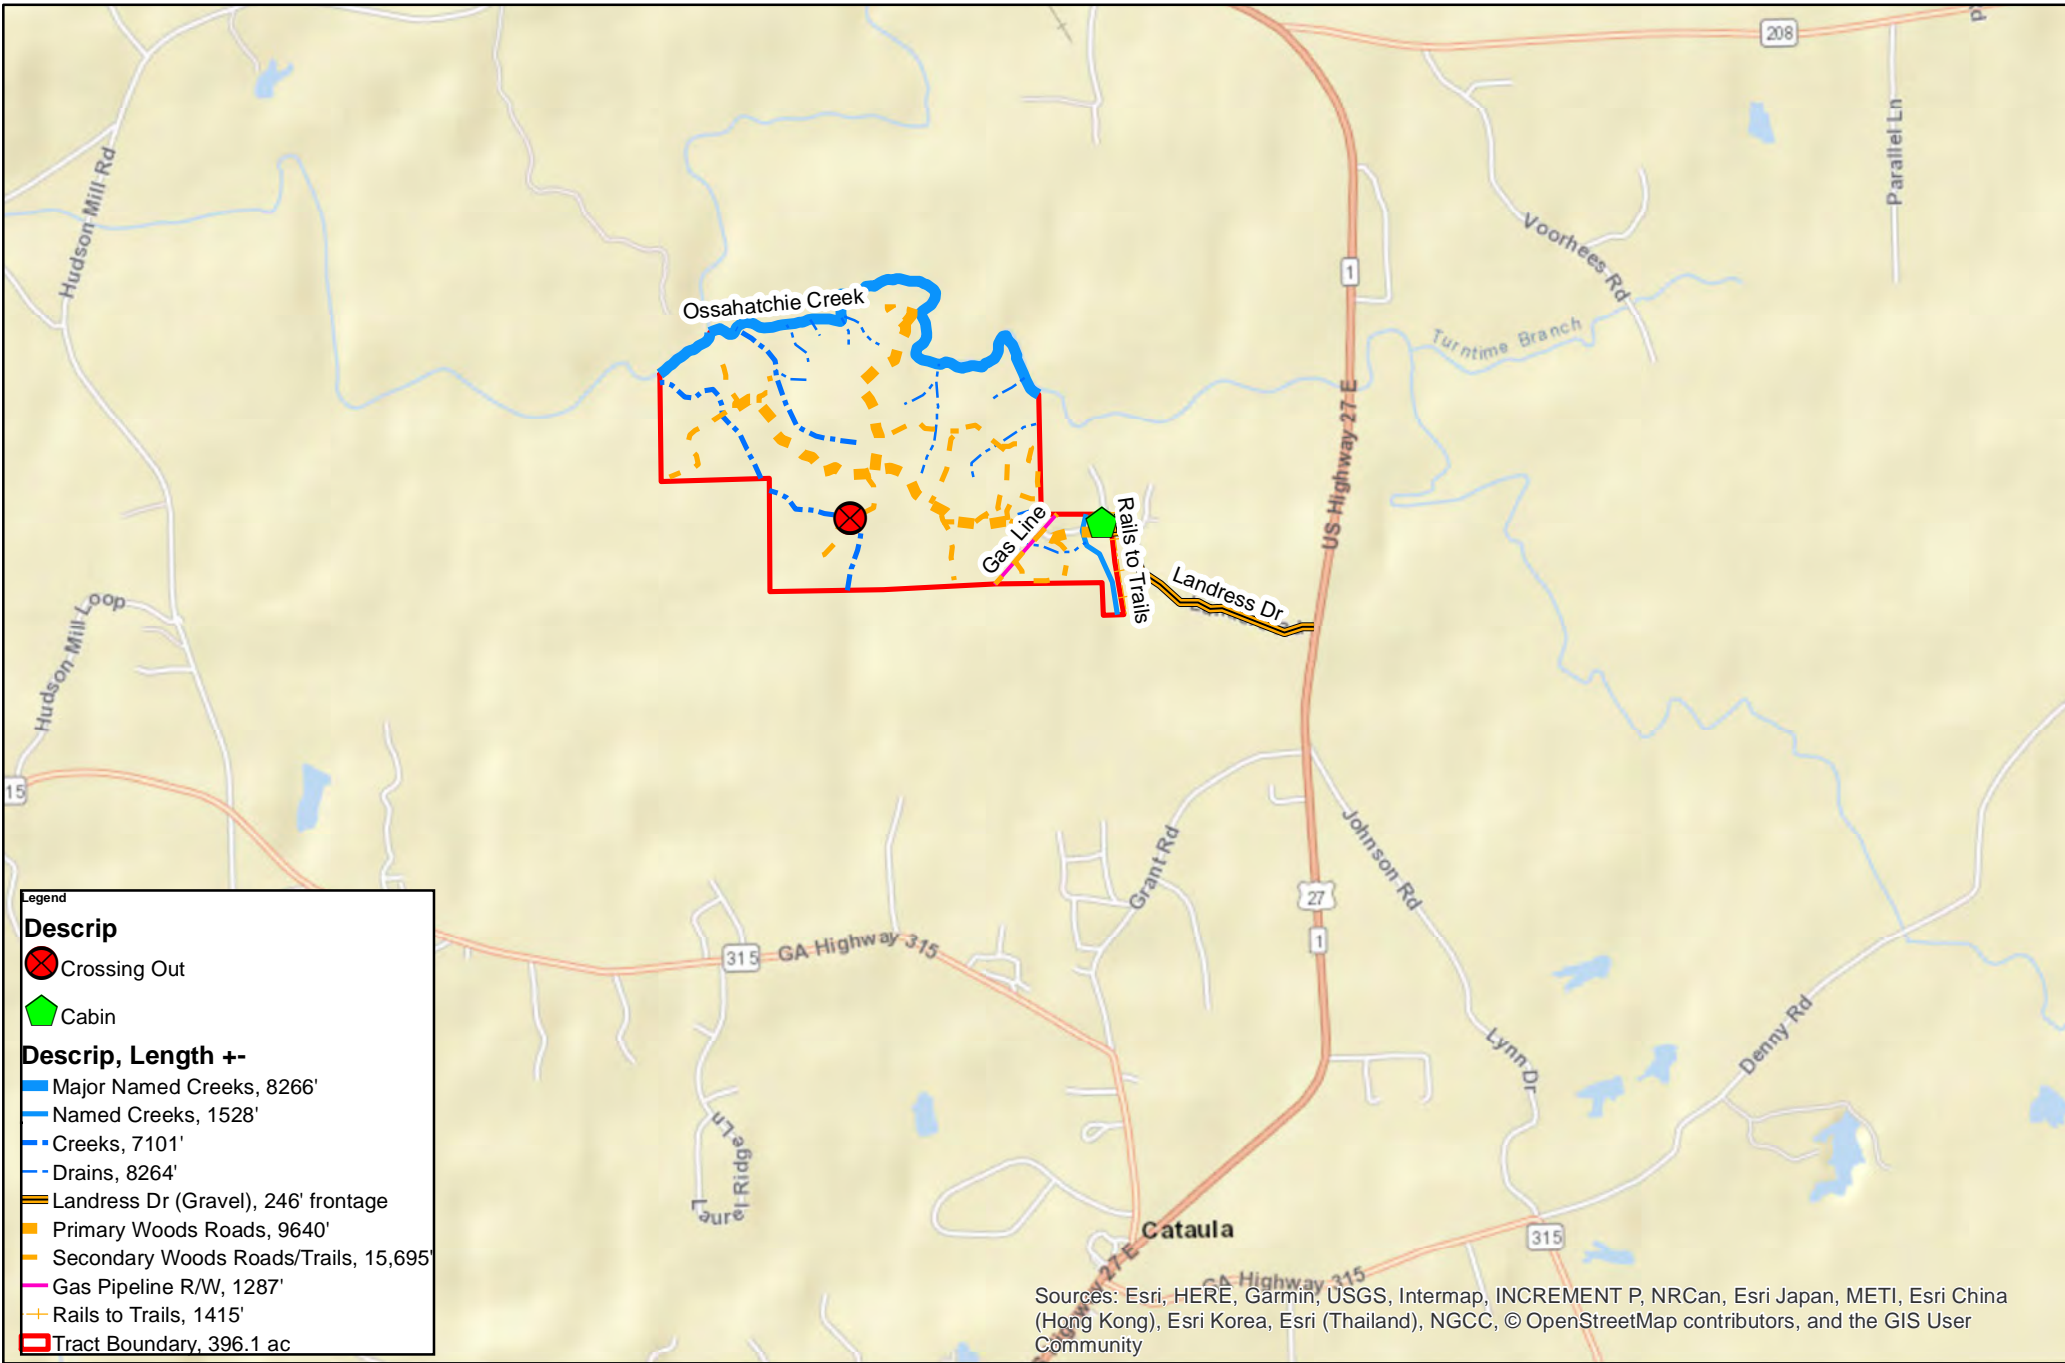 208
Parallel Ln
Hudson Mill Rd
Voorhees Rd
1
Ossahatchie Creek
Turntime Branch
US Highway 27 E
Gas Line
Rails to Trails
Landress Dr
Hudson Mill Loop
15
Johnson Rd
Grant Rd
27
1
315
GA Highway 315
Lynn Dr
Denny Rd
Laurel Ridge Ln
Cataula
315
GA Highway 315
Highway 27 E
Legend
Descrip
Crossing Out
Cabin
Descrip, Length +-
Major Named Creeks, 8266'
Named Creeks, 1528'
Creeks, 7101'
Drains, 8264'
Landress Dr (Gravel), 246' frontage
Primary Woods Roads, 9640'
Secondary Woods Roads/Trails, 15,695'
Gas Pipeline R/W, 1287'
Rails to Trails, 1415'
Tract Boundary, 396.1 ac
Sources: Esri, HERE, Garmin, USGS, Intermap, INCREMENT P, NRCan, Esri Japan, METI, Esri China
(Hong Kong), Esri Korea, Esri (Thailand), NGCC, © OpenStreetMap contributors, and the GIS User
Community